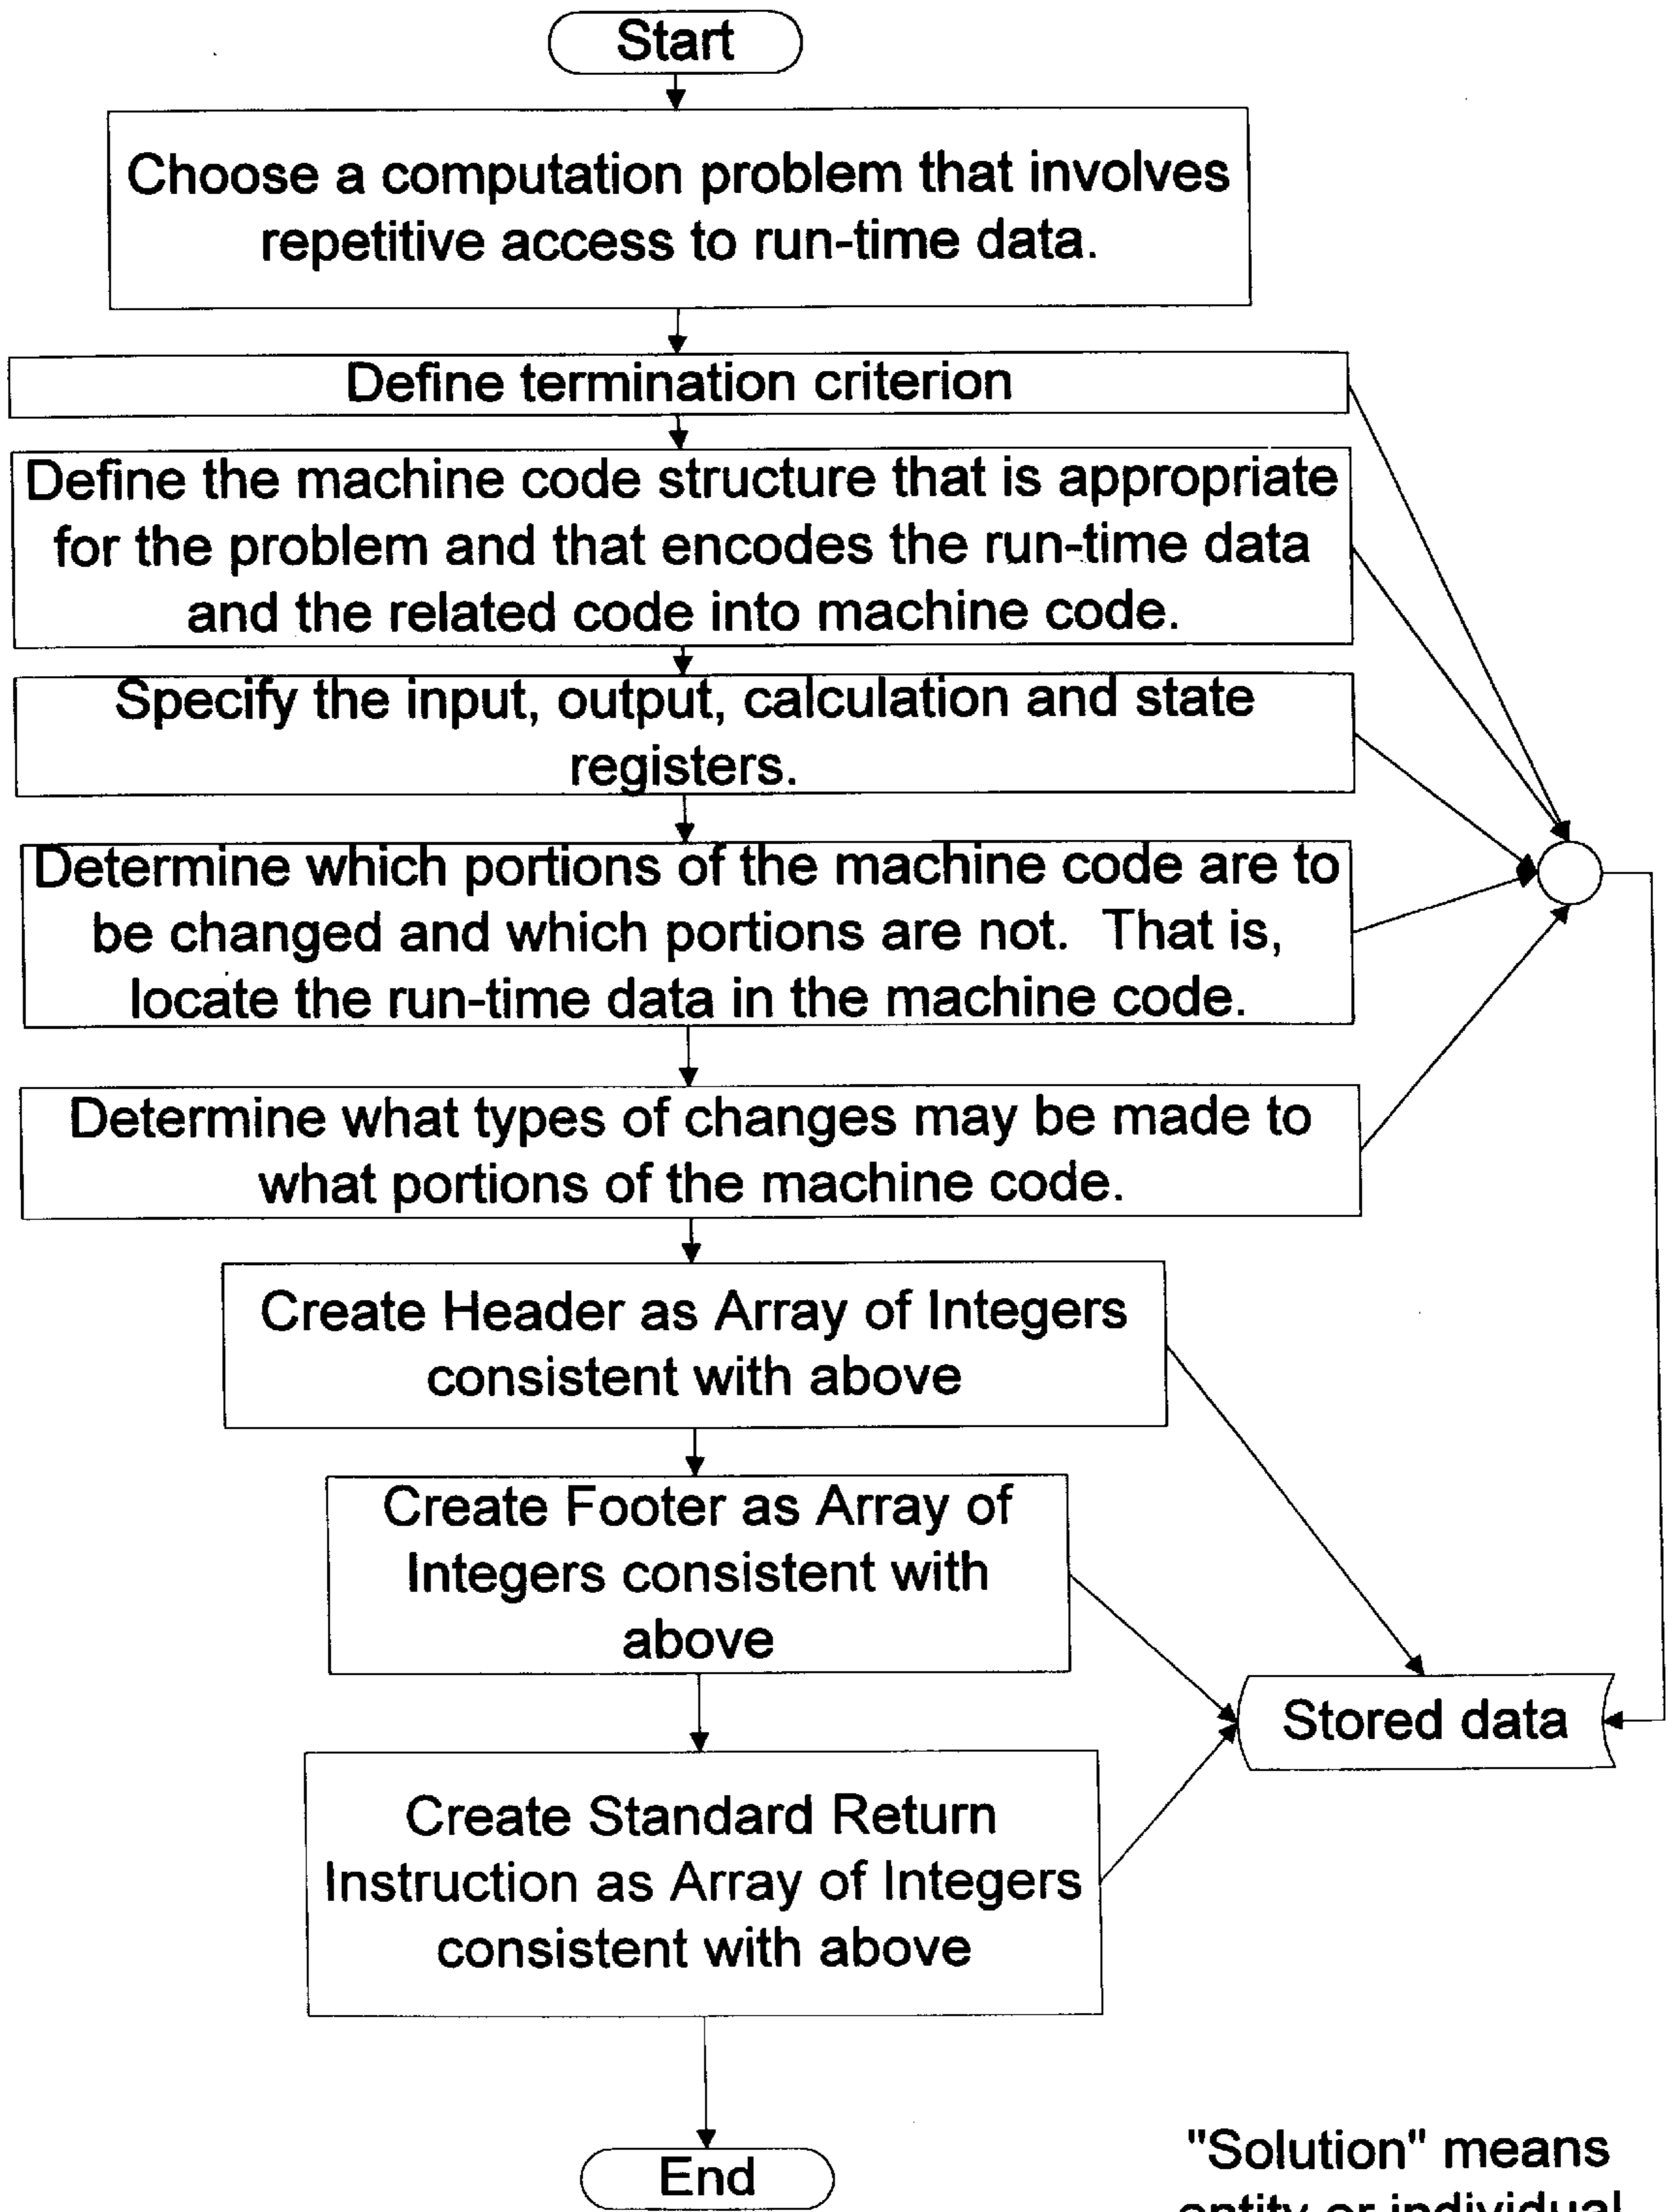 Start
Choose a computation problem that involves
repetitive access to run-time data.
Define termination criterion
Define the machine code structure that is appropriate
for the problem and that encodes the run-time data
and the related code into machine code.
Specify the input, output, calculation and state
registers.
Determine which portions of the machine code are to
be changed and which portions are not. That is,
locate the run-time data in the machine code.
Determine what types of changes may be made to
what portions of the machine code.
Create Header as Array of Integers
consistent with above
Create Footer as Array of
Integers consistent with
above
Stored data
Create Standard Return
Instruction as Array of Integers
consistent with above
End
"Solution" means
entity or individual